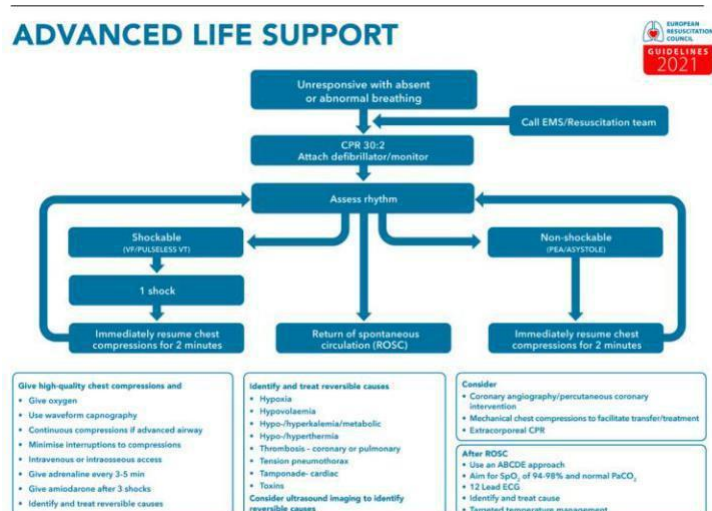 ADVANCED LIFE SUPPORT
EUROPEAN
RESUSCITATION
COUNCIL
GUIDELINES
2021
Unresponsive with absent
or abnormal breathing
Call EMS/Resuscitation team
CPR 30:2
Attach defibrillator/monitor
Assess rhythm
Shockable
(VF/PULSELESS VT)
Non-shockable
(PEA/ASYSTOLE)
1 shock
Immediately resume chest
compressions for 2 minutes
Return of spontaneous
circulation (ROSC)
Immediately resume chest
compressions for 2 minutes
Give high-quality chest compressions and
• Give oxygen
• Use waveform capnography
• Continuous compressions if advanced airway
• Minimise interruptions to compressions
• Intravenous or intraosseous access
• Give adrenaline every 3-5 min
• Give amiodarone after 3 shocks
• Identify and treat reversible causes
Identify and treat reversible causes
• Hypoxia
• Hypovolaemia
• Hypo-/hyperkalemia/metabolic
• Hypo-/hyperthermia
• Thrombosis - coronary or pulmonary
• Tension pneumothorax
• Tamponade- cardiac
• Toxins
Consider ultrasound imaging to identify
reversible causes
Consider
• Coronary angiography/percutaneous coronary
intervention
• Mechanical chest compressions to facilitate transfer/treatment
• Extracorporeal CPR
After ROSC
• Use an ABCDE approach
• Aim for SpO₂ of 94-98% and normal PaCO₂
• 12 Lead ECG
• Identify and treat cause
• Targeted temperature management